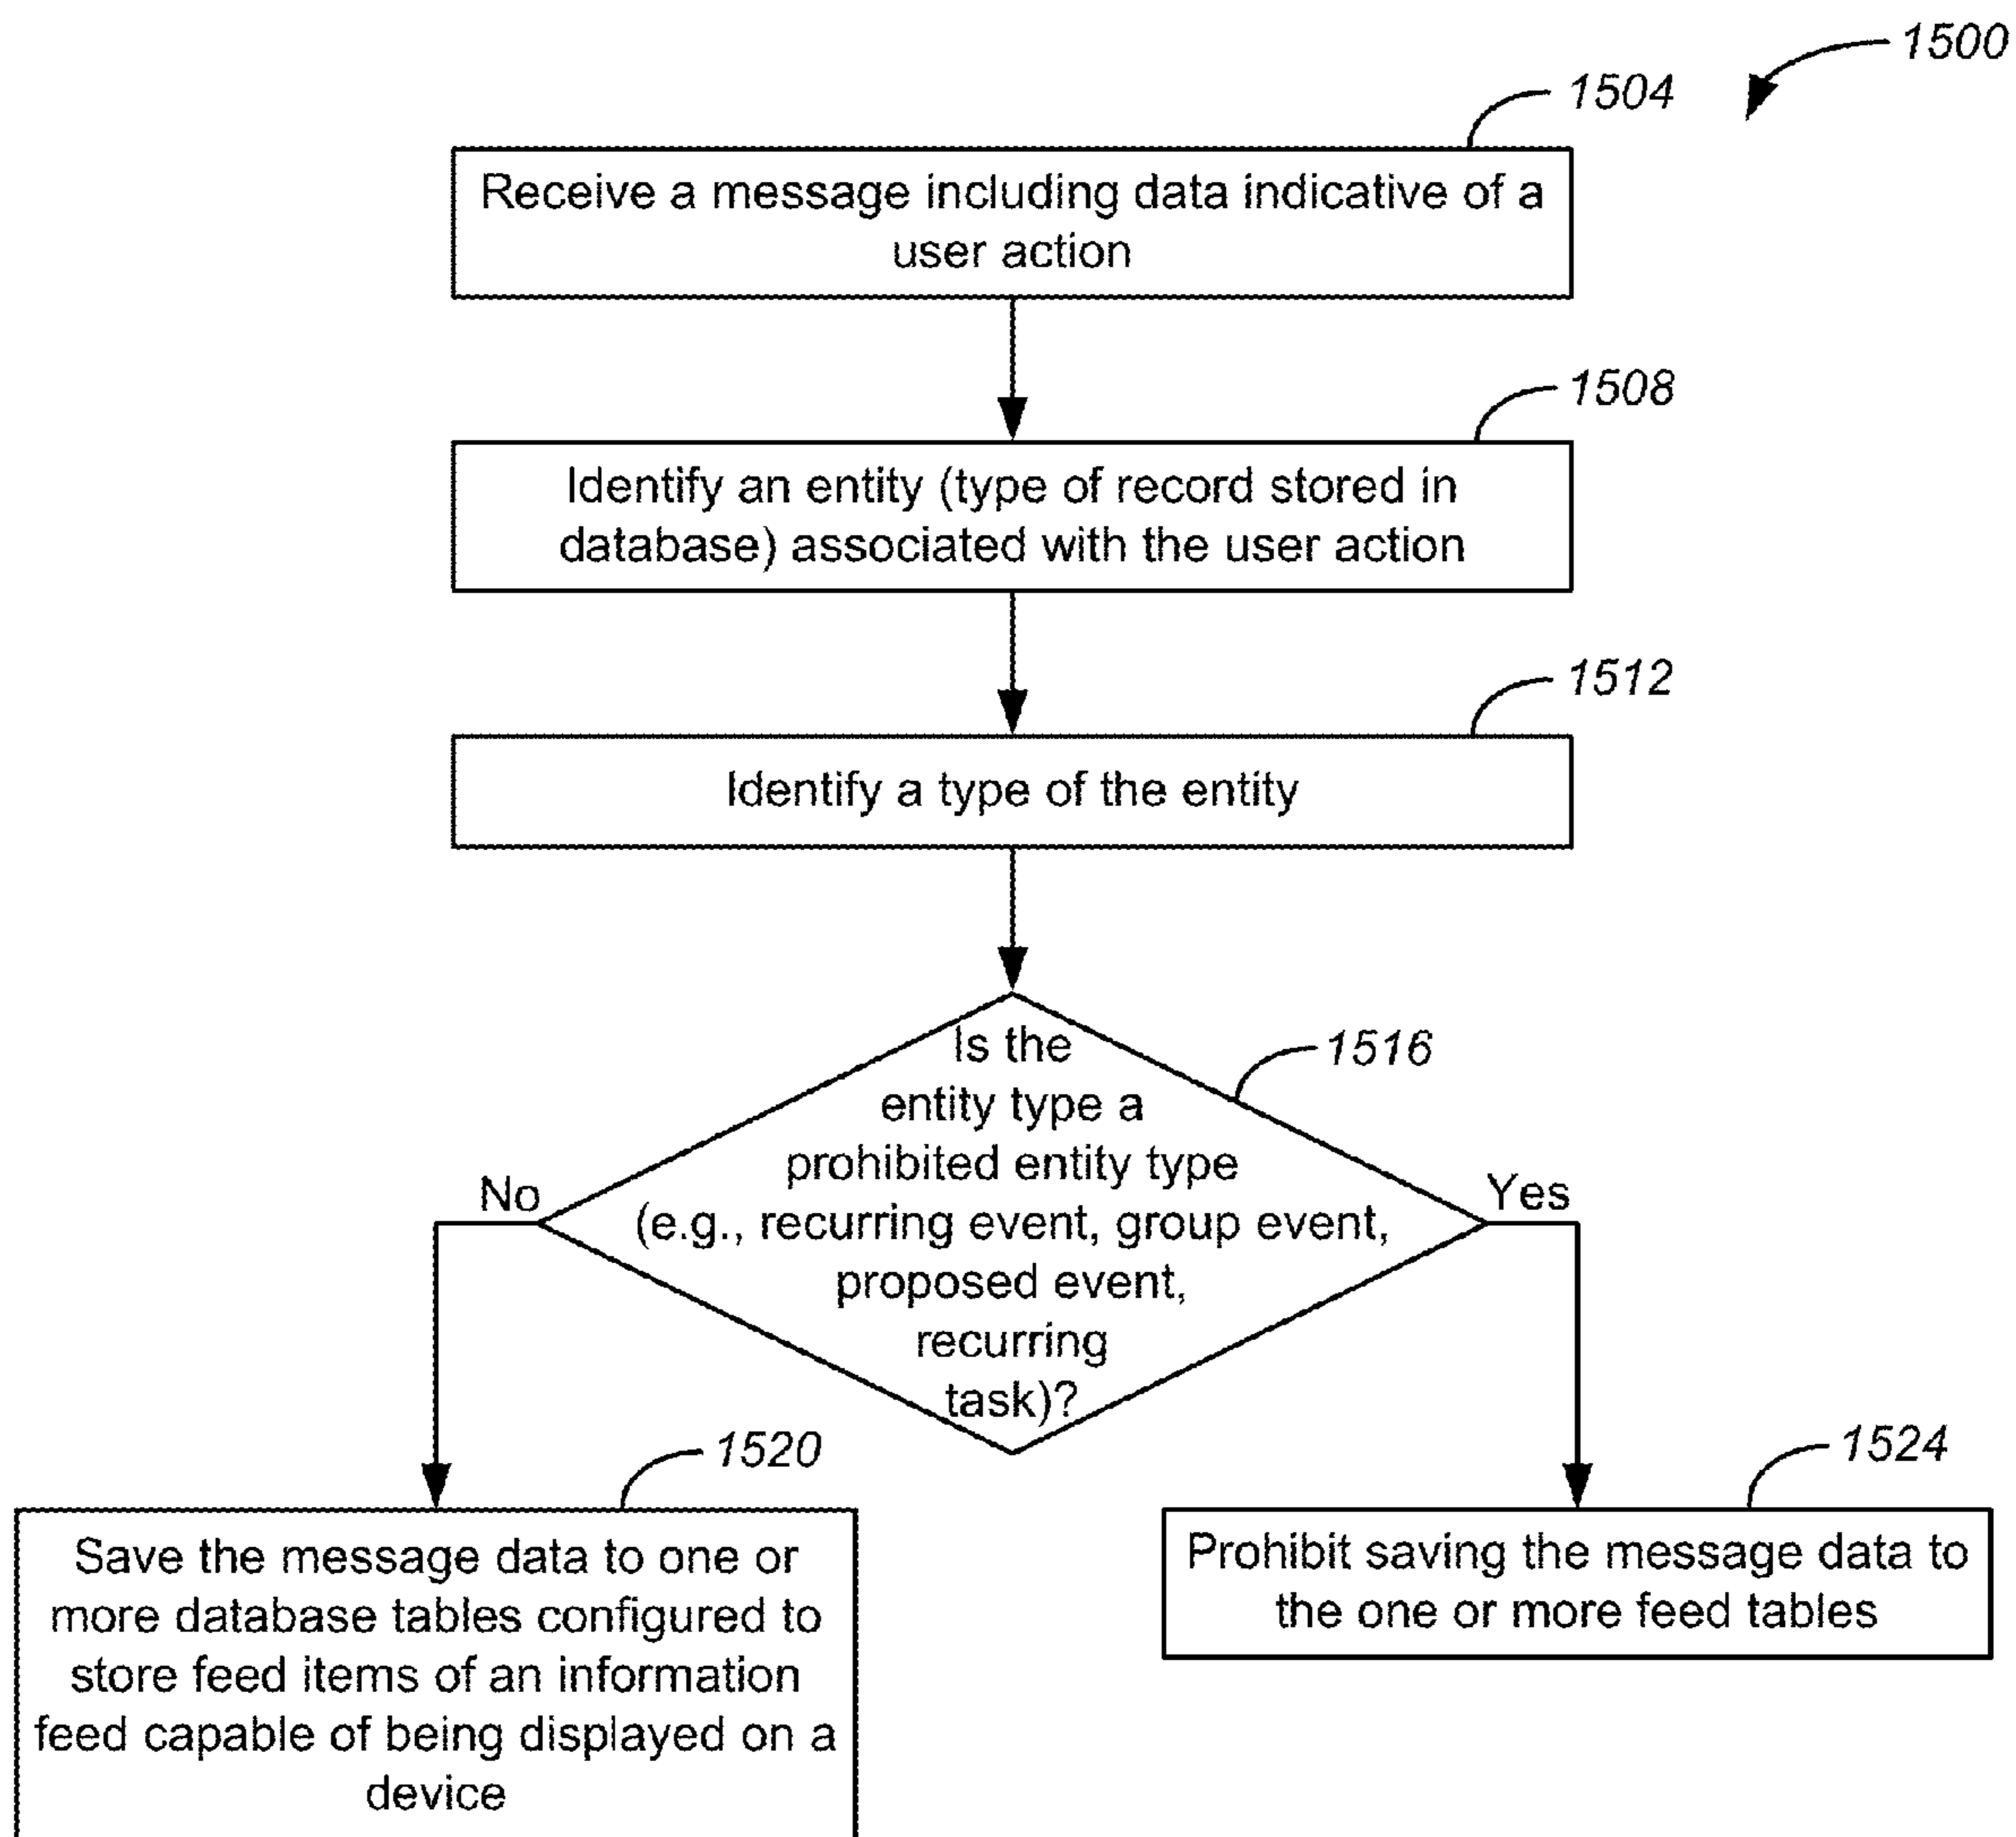 1500
1504
Receive a message including data indicative of a
user action
1508
Identify an entity (type of record stored in
database) associated with the user action
1512
Identify a type of the entity
1516
Is the
entity type a
prohibited entity type
(e.g., recurring event, group event,
proposed event,
recurring
task)?
No
Yes
1520
Save the message data to one or
more database tables configured to
store feed items of an information
feed capable of being displayed on a
device
1524
Prohibit saving the message data to
the one or more feed tables